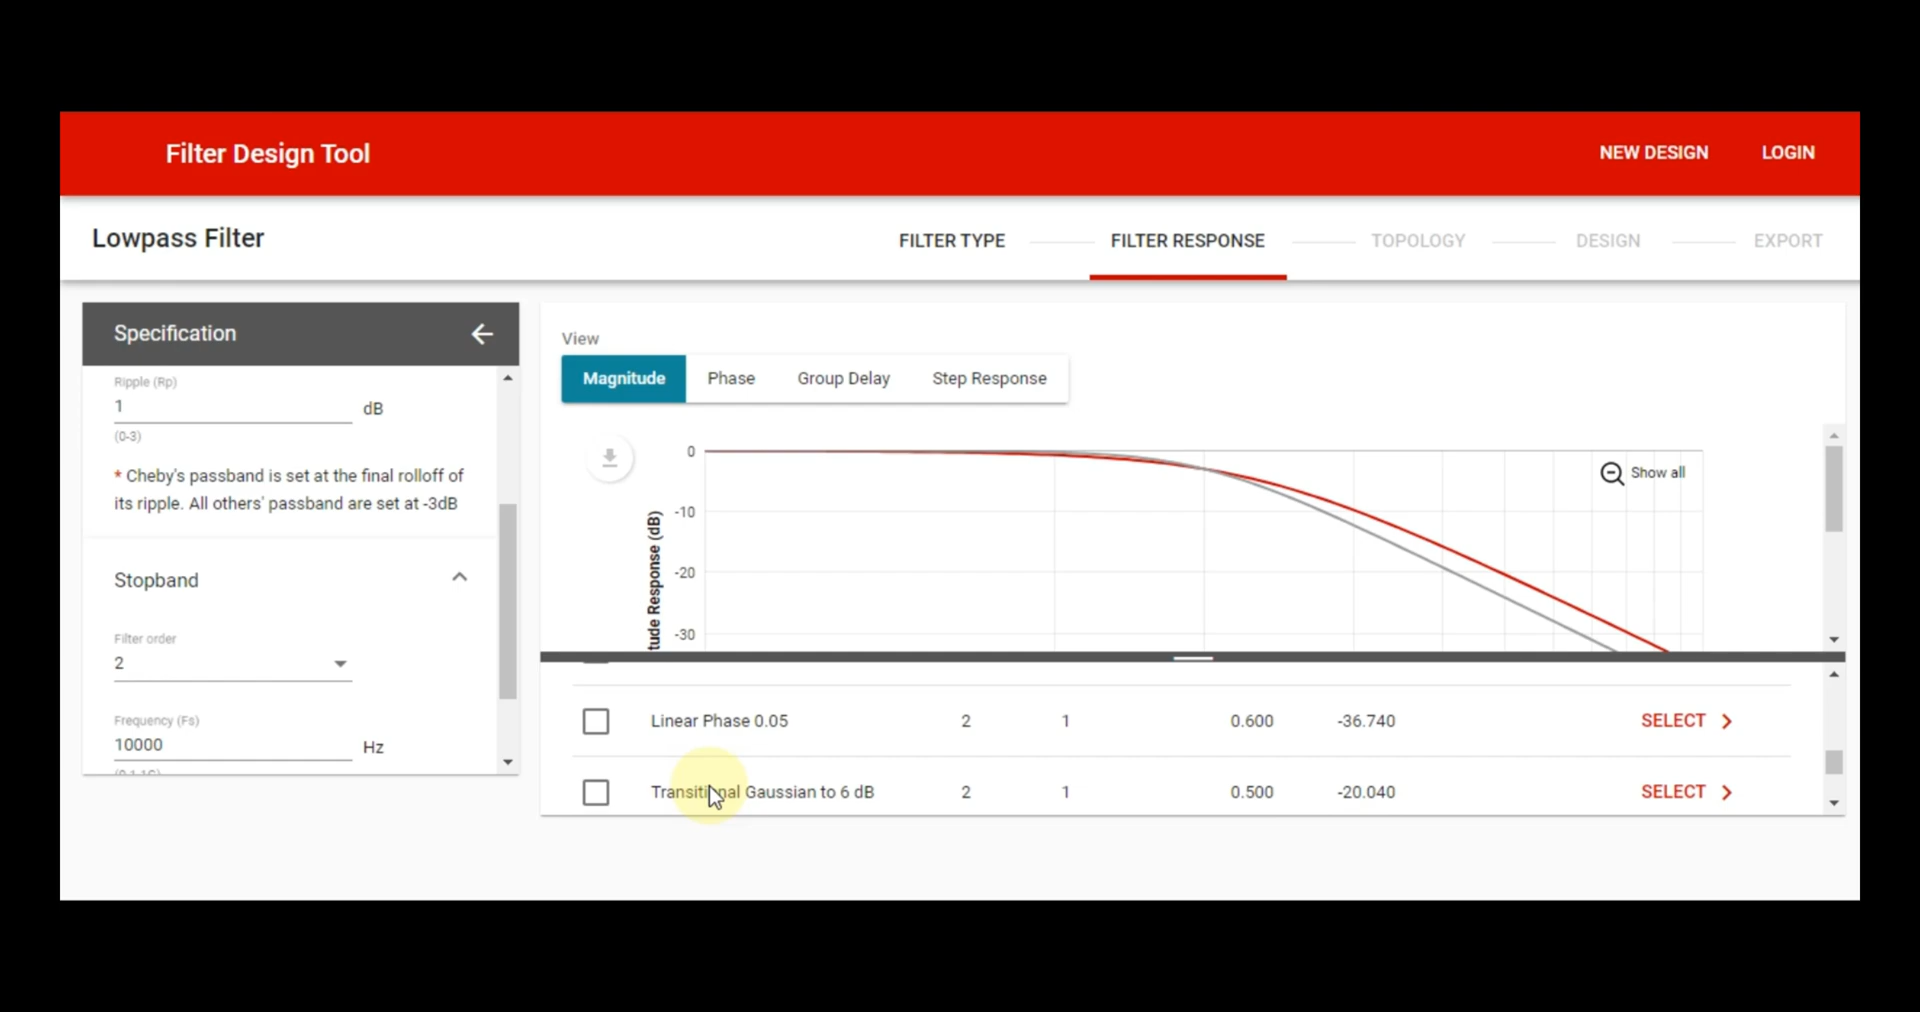 Filter Design Tool
NEW DESIGN
LOGIN
Lowpass Filter
FILTER TYPE
FILTER RESPONSE
TOPOLOGY
DESIGN
EXPORT
Specification
Ripple (Rp)
1 dB
(0-3)
* Cheby's passband is set at the final rolloff of
its ripple. All others' passband are set at -3dB
Stopband
Filter order
2
Frequency (Fs)
10000 Hz
View
Magnitude
Phase
Group Delay
Step Response
Show all
0
-10
-20
-30
tude Response (dB)
Linear Phase 0.05 2 1 0.600 -36.740 SELECT
Transitional Gaussian to 6 dB 2 1 0.500 -20.040 SELECT